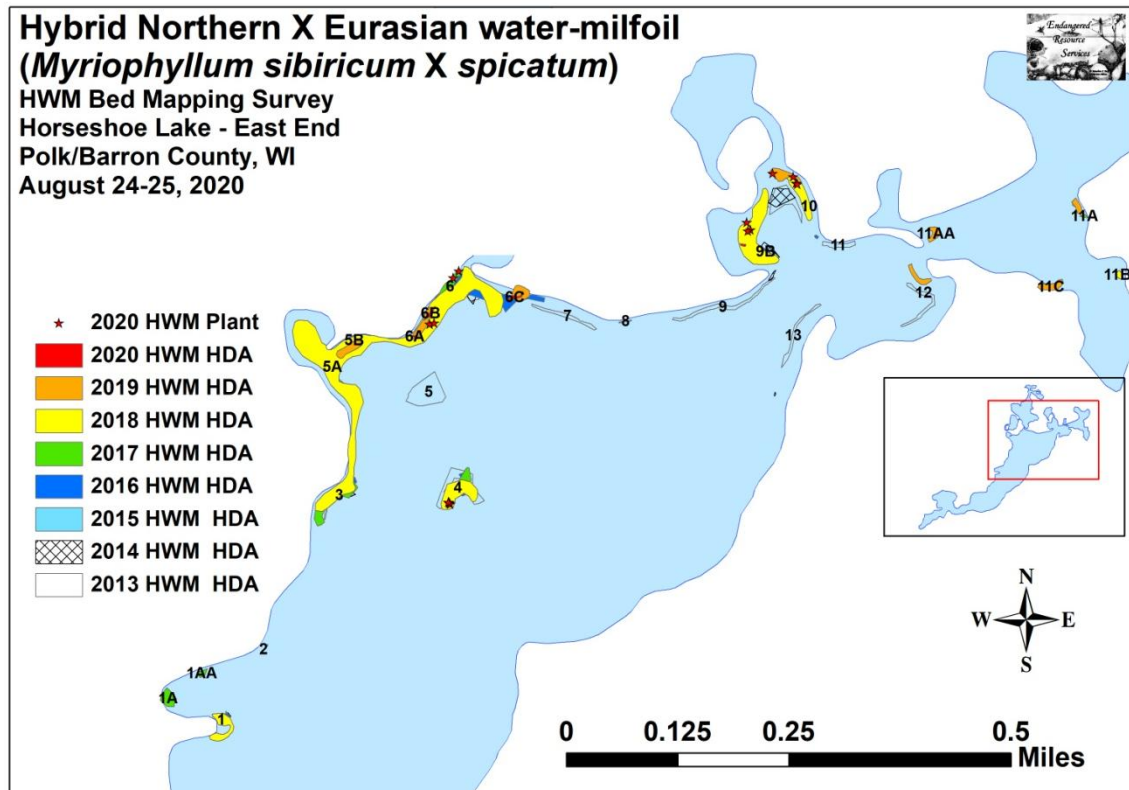 Hybrid Northern X Eurasian water-milfoil
(Myriophyllum sibiricum X spicatum)
HWM Bed Mapping Survey
Horseshoe Lake - East End
Polk/Barron County, WI
August 24-25, 2020
Endangered
Resource
Services
10
11A
11AA
11
9B
11B
11C
12
6
6C
9
7
8
6B
6A
13
5B
5A
5
3
4
2
1AA
1A
1
2020 HWM Plant
2020 HWM HDA
2019 HWM HDA
2018 HWM HDA
2017 HWM HDA
2016 HWM HDA
2015 HWM  HDA
2014 HWM  HDA
2013 HWM  HDA
N
W E
S
0 0.125 0.25 0.5
Miles